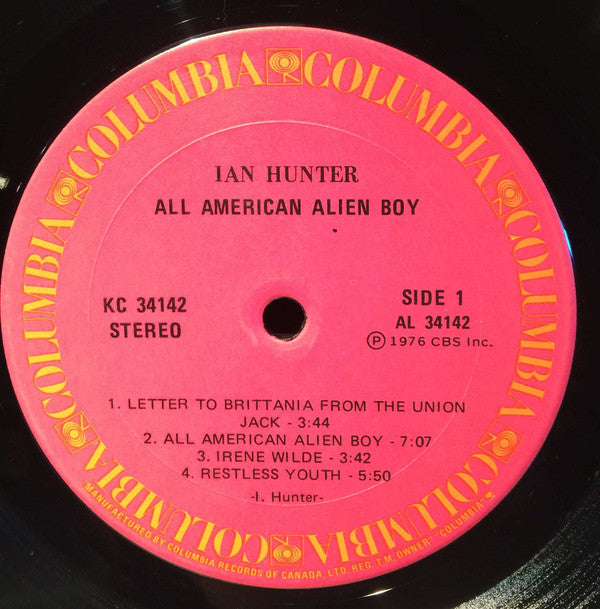 COLUMBIA COLUMBIA COLUMBIA COLUMBIA COLUMBIA COLUMBIA COLUMBIA
IAN HUNTER
ALL AMERICAN ALIEN BOY
KC 34142
STEREO
SIDE 1
AL 34142
Ⓟ 1976 CBS Inc.
1. LETTER TO BRITTANIA FROM THE UNION
JACK - 3:44
2. ALL AMERICAN ALIEN BOY - 7:07
3. IRENE WILDE - 3:42
4. RESTLESS YOUTH - 5:50
-I. Hunter-
MANUFACTURED BY COLUMBIA RECORDS OF CANADA, LTD. REG. T.M. OWNER "COLUMBIA"